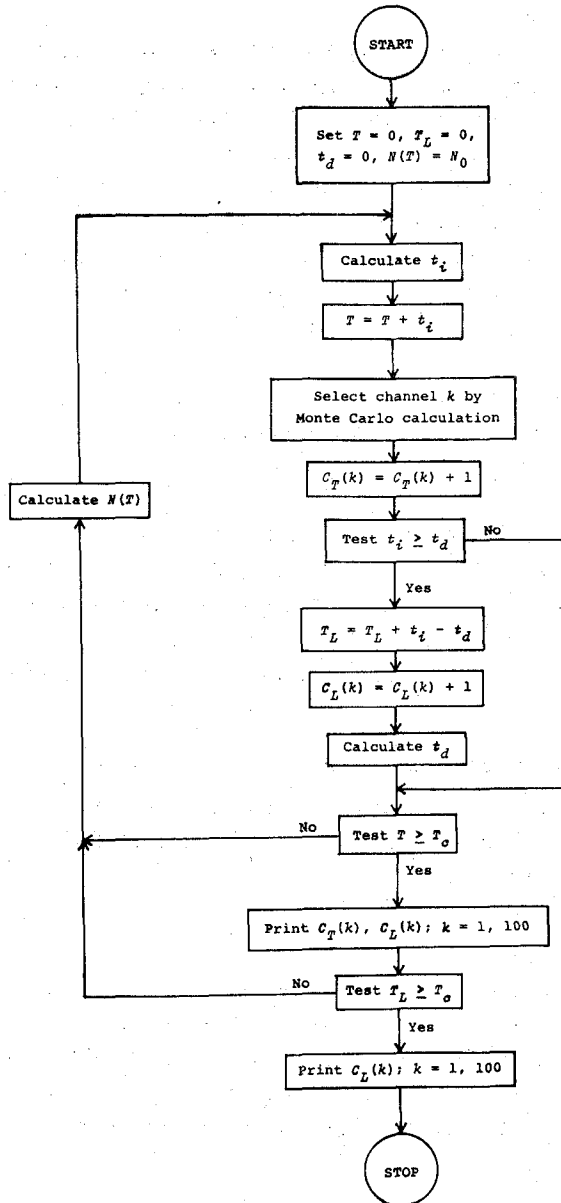 START
Set T = 0, T_L = 0,
t_d = 0, N(T) = N_0
Calculate t_i
T = T + t_i
Select channel k by
Monte Carlo calculation
C_T(k) = C_T(k) + 1
Calculate N(T)
Test t_i ≥ t_d
No
Yes
T_L = T_L + t_i - t_d
C_L(k) = C_L(k) + 1
Calculate t_d
No
Test T ≥ T_c
Yes
Print C_T(k), C_L(k); k = 1, 100
No
Test T_L ≥ T_c
Yes
Print C_L(k); k = 1, 100
STOP